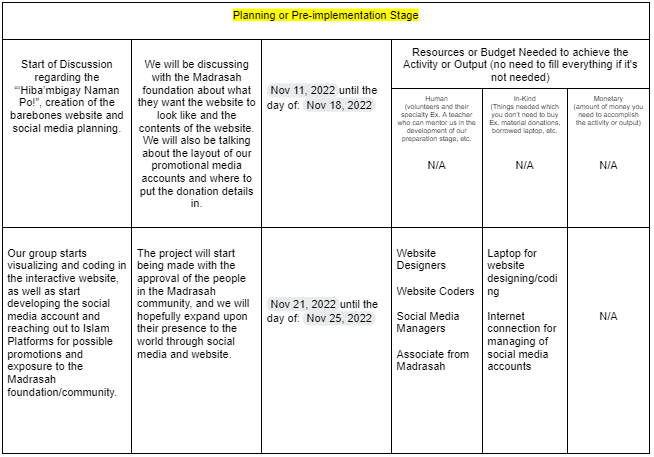 Planning or Pre-implementation Stage
Start of Discussion
regarding the
"'Hiba'mbigay Naman
Po!", creation of the
barebones website and
social media planning.
We will be discussing
with the Madrasah
foundation about what
they want the website to
look like and the
contents of the website.
We will also be talking
about the layout of our
promotional media
accounts and where to
put the donation details
in.
Nov 11, 2022 until the
day of: Nov 18, 2022
Resources or Budget Needed to achieve the
Activity or Output (no need to fill everything if it's
not needed)
Human
(volunteers and their
specialty Ex. A teacher
who can mentor us in the
development of our
preparation stage, etc.
N/A
In-Kind
(Things needed which
you don't need to buy
Ex. material donations,
borrowed laptop, etc.
N/A
Monetary
(amount of money you
need to accomplish
the activity or output)
N/A
Our group starts
visualizing and coding in
the interactive website,
as well as start
developing the social
media account and
reaching out to Islam
Platforms for possible
promotions and
exposure to the
Madrasah
foundation/community.
The project will start
being made with the
approval of the people
in the Madrasah
community, and we will
hopefully expand upon
their presence to the
world through social
media and website.
Nov 21, 2022 until the
day of: Nov 25, 2022
Website
Designers
Website Coders
Social Media
Managers
Associate from
Madrasah
Laptop for
website
designing/codi
ng
Internet
connection for
managing of
social media
accounts
N/A